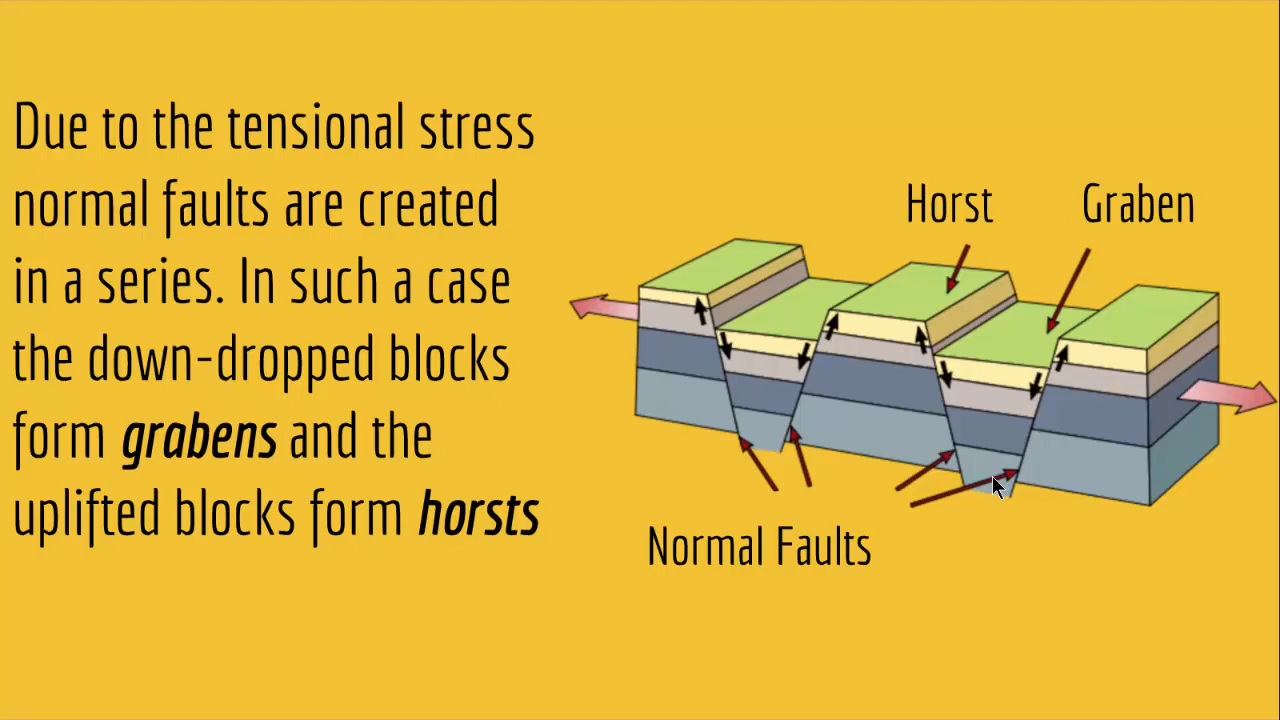 Due to the tensional stress
normal faults are created
in a series. In such a case
the down-dropped blocks
form grabens and the
uplifted blocks form horsts
Horst
Graben
Normal Faults